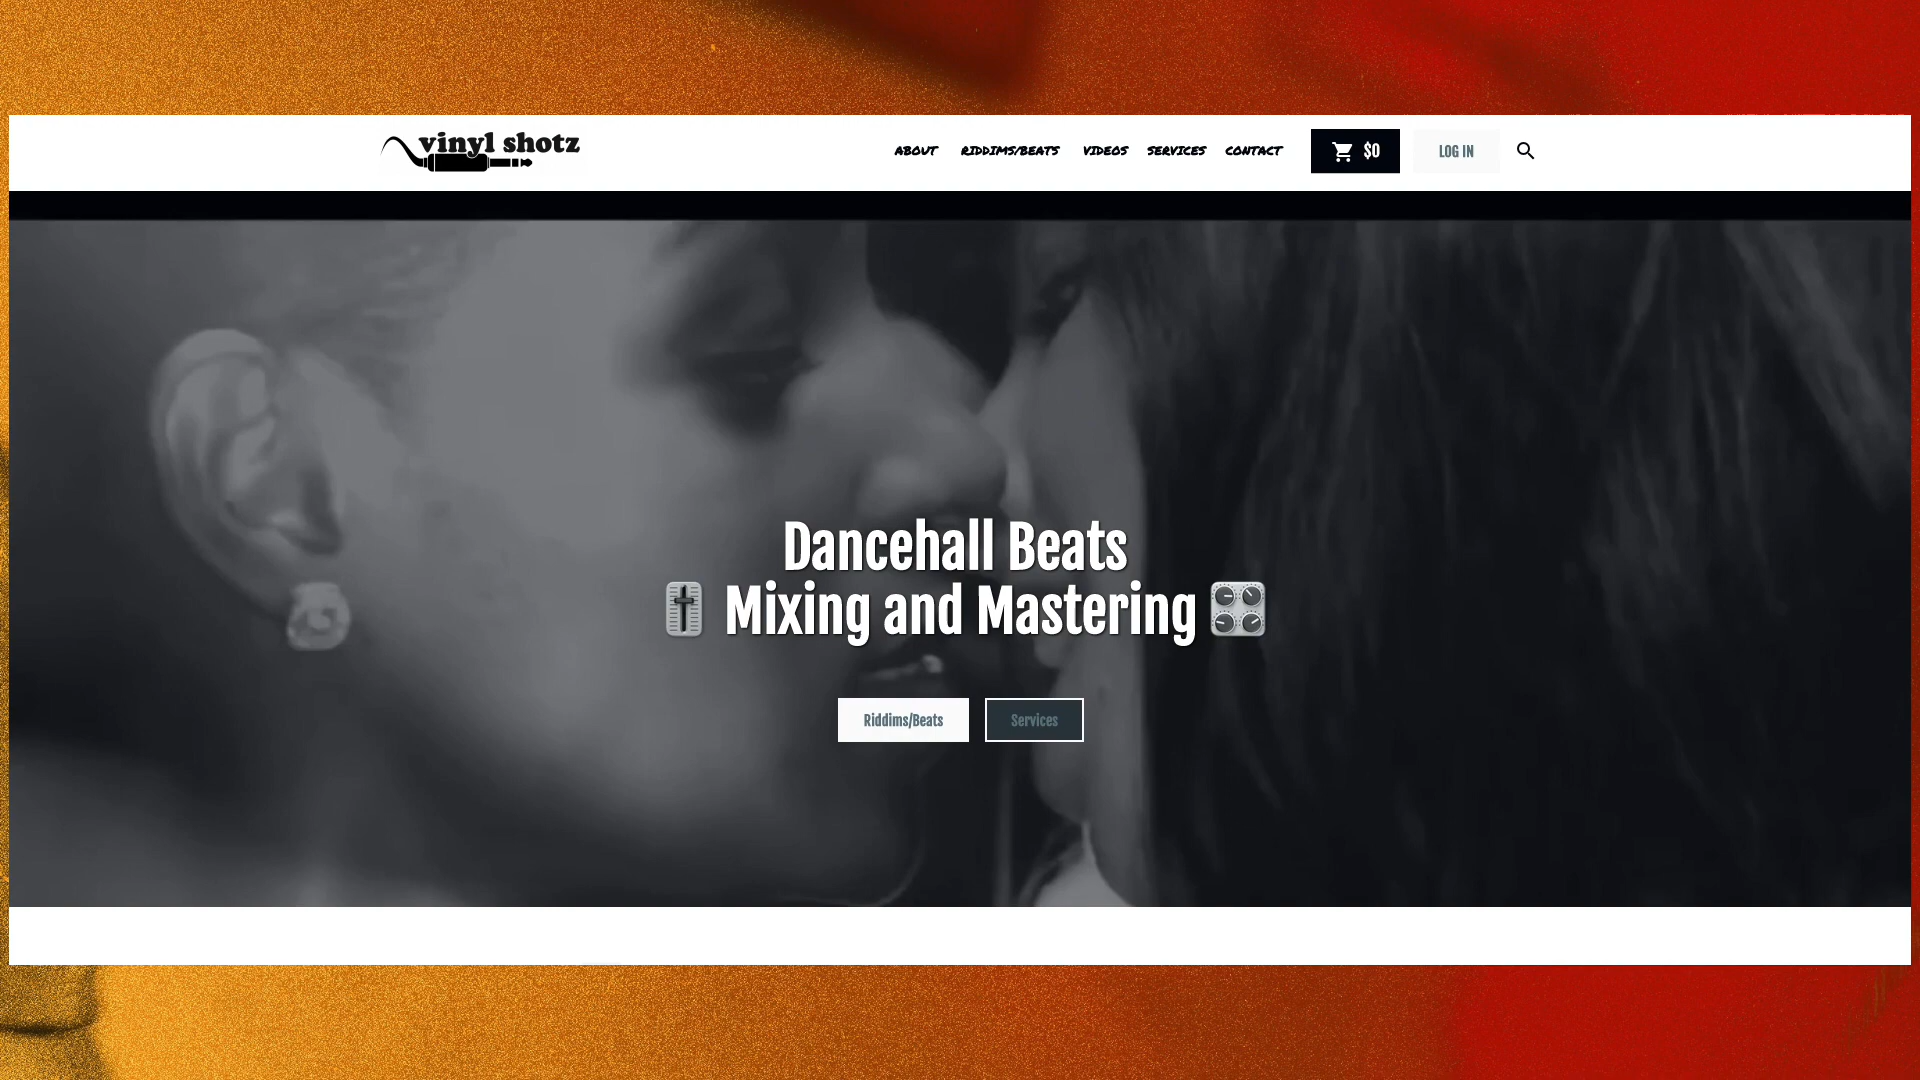 vinyl shotz
ABOUT RIDDIMS/BEATS VIDEOS SERVICES CONTACT $0 LOG IN
Dancehall Beats
🎚 Mixing and Mastering 🎛
Riddims/Beats Services